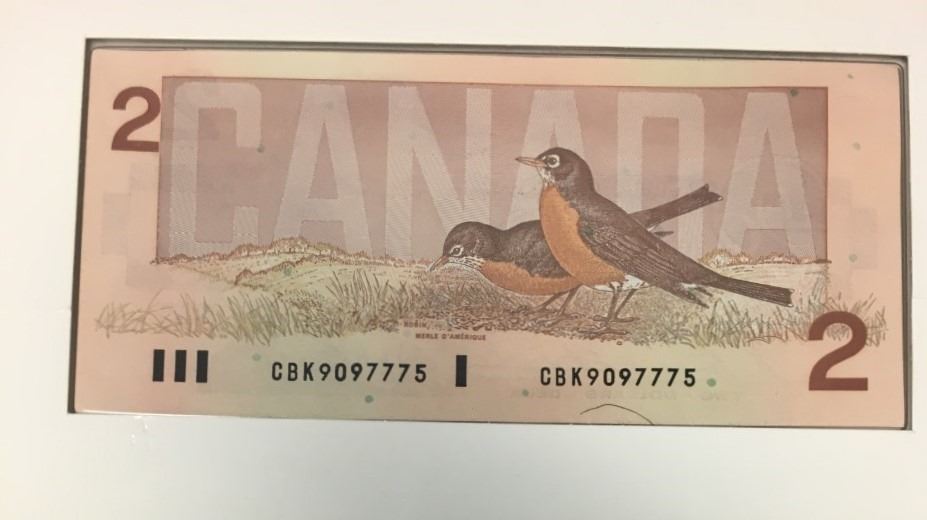 2
CANADA
ROBIN,
MERLE D'AMÉRIQUE
CBK9097775 CBK9097775
2